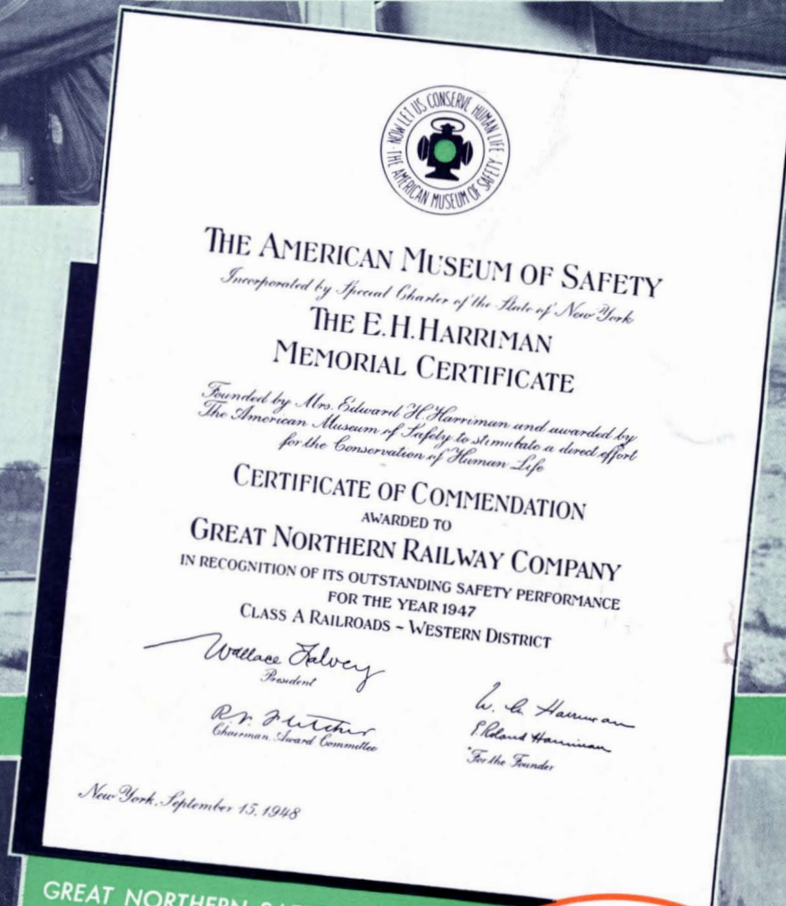 NOW LET US CONSERVE HUMAN LIFE
THE AMERICAN MUSEUM OF SAFETY
THE AMERICAN MUSEUM OF SAFETY
Incorporated by Special Charter of the State of New York
THE E.H.HARRIMAN
MEMORIAL CERTIFICATE
Founded by Mrs. Edward H. Harriman and awarded by
The American Museum of Safety to stimulate a direct effort
for the Conservation of Human Life
CERTIFICATE OF COMMENDATION
AWARDED TO
GREAT NORTHERN RAILWAY COMPANY
IN RECOGNITION OF ITS OUTSTANDING SAFETY PERFORMANCE
FOR THE YEAR 1947
CLASS A RAILROADS ~ WESTERN DISTRICT
Wallace Falvey
President
R.V. Fletcher
Chairman Award Committee
W. A. Harriman
E. Roland Harriman
"For the Founder
New York, September 15, 1948
GREAT NORTHERN